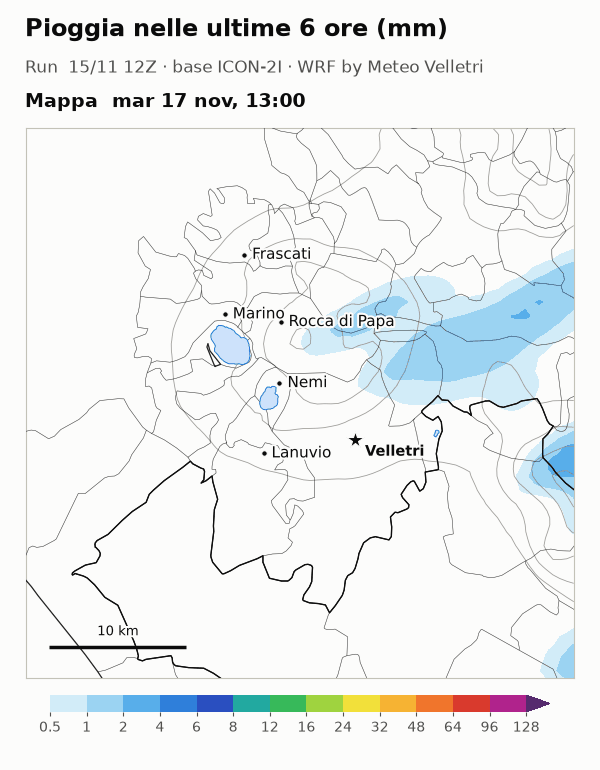 Pioggia nelle ultime 6 ore (mm)
Run  15/11 12Z · base ICON-2I · WRF by Meteo Velletri
Mappa  mar 17 nov, 13:00
Frascati
Marino
Rocca di Papa
Nemi
Velletri
Lanuvio
10 km
0.5 1 2 4 6 8 12 16 24 32 48 64 96 128